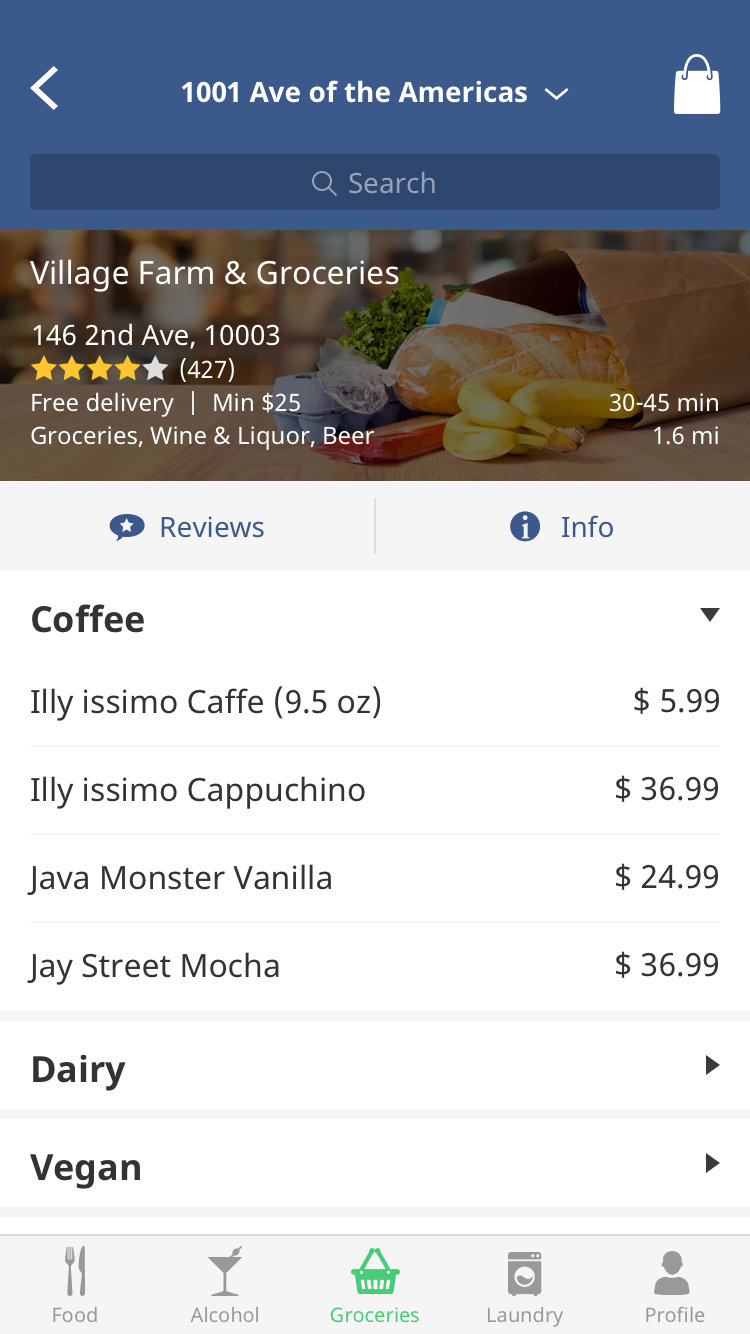 1001 Ave of the Americas
Search
Village Farm & Groceries
146 2nd Ave, 10003
(427)
Free delivery | Min $25 30-45 min
Groceries, Wine & Liquor, Beer 1.6 mi
Reviews Info
Coffee
Illy issimo Caffe (9.5 oz) $ 5.99
Illy issimo Cappuchino $ 36.99
Java Monster Vanilla $ 24.99
Jay Street Mocha $ 36.99
Dairy
Vegan
Food Alcohol Groceries Laundry Profile